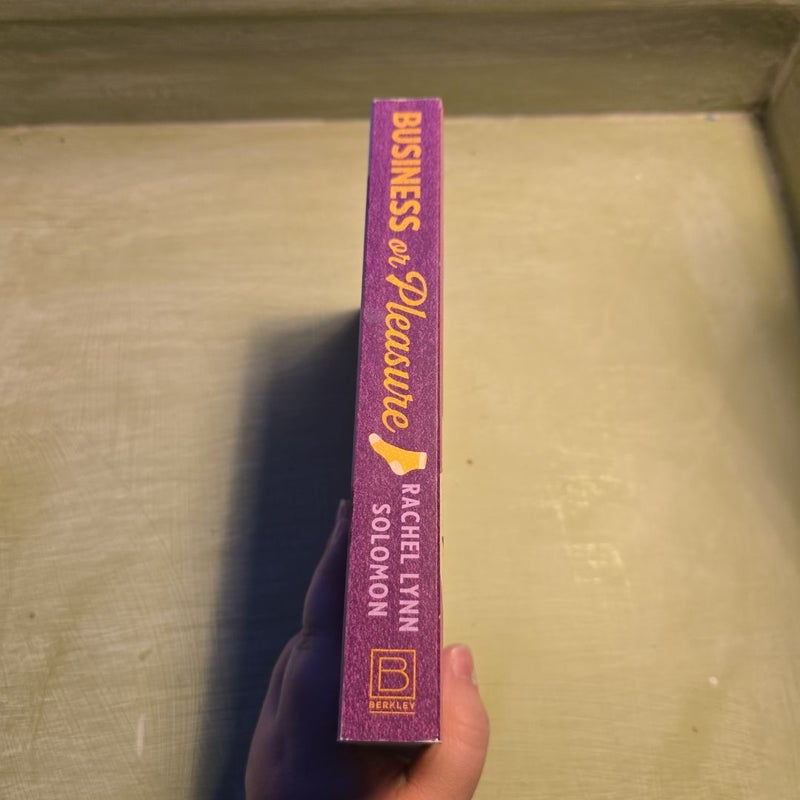 BUSINESS or Pleasure
RACHEL LYNN
SOLOMON
B
BERKLEY